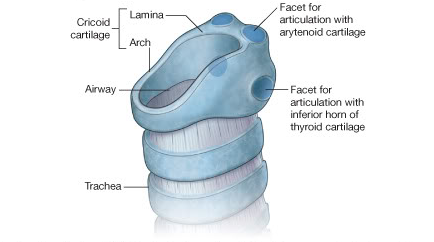 Cricoid
cartilage
Lamina
Arch
Airway
Trachea
Facet for
articulation with
arytenoid cartilage
Facet for
articulation with
inferior horn of
thyroid cartilage